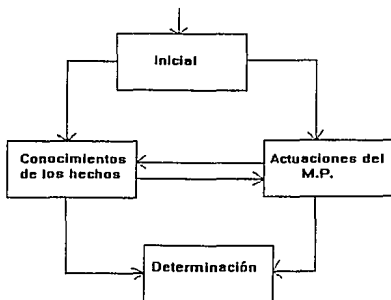 Inicial
Conocimientos
de los hechos
Actuaciones del
M.P.
Determinación